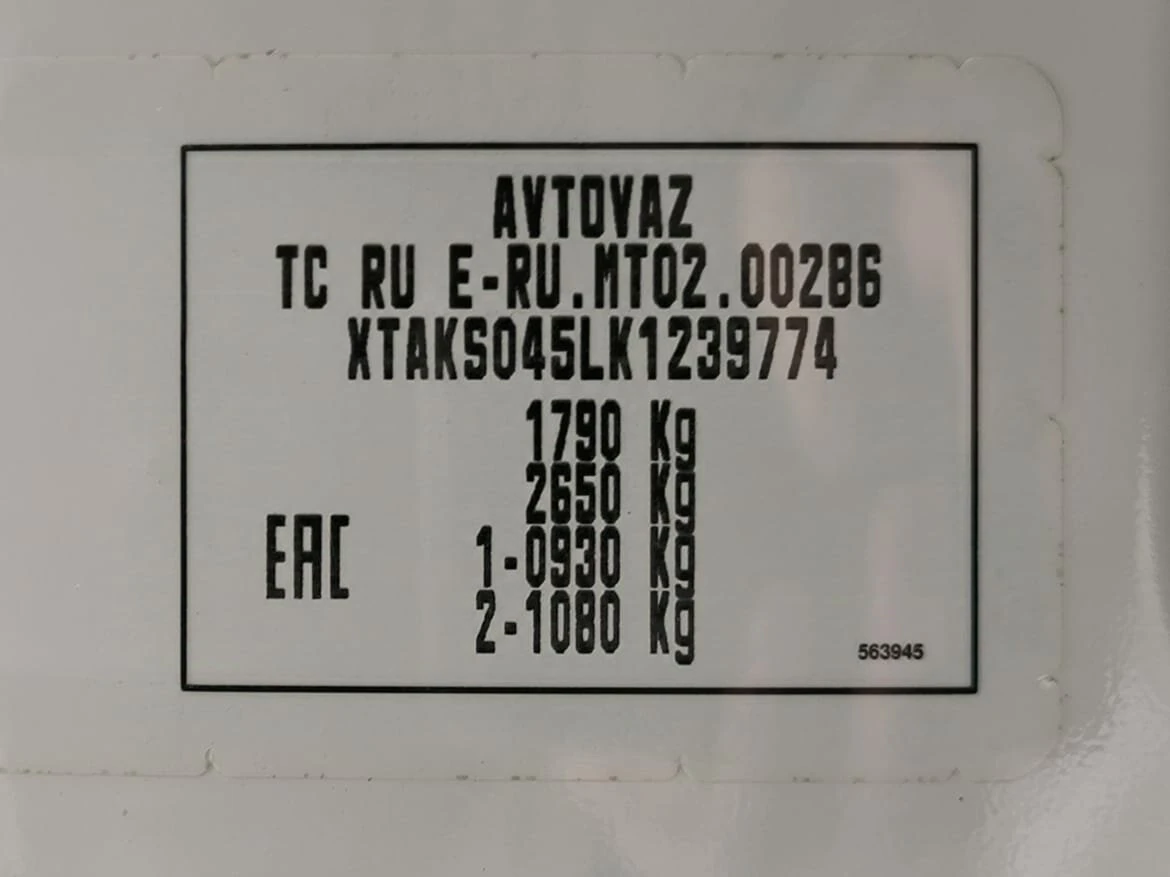 AVTOVAZ
TC RU E-RU.MT02.00286
XTAKS045LK1239774
1790 Kg
2650 Kg
EAC
1-0930 Kg
2-1080 Kg
563945